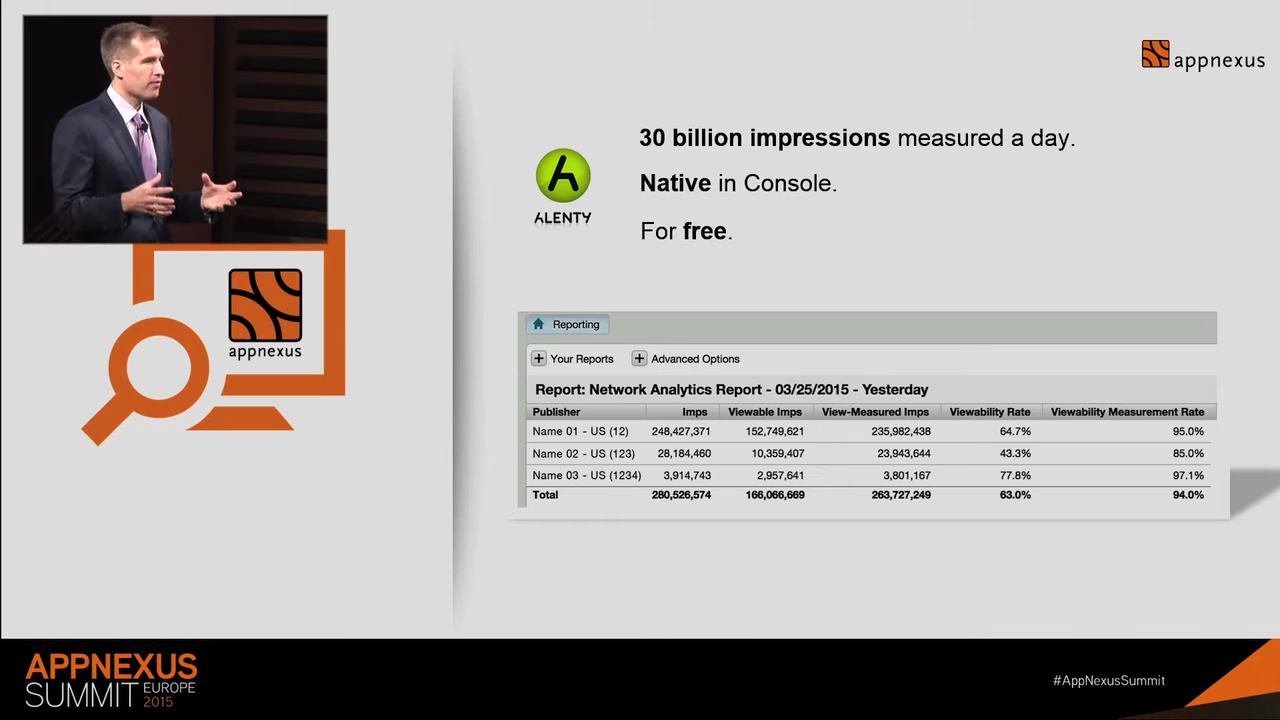 appnexus
30 billion impressions measured a day.
Native in Console.
ALENTY
For free.
appnexus
Reporting
+ Your Reports + Advanced Options
Report: Network Analytics Report - 03/25/2015 - Yesterday
Publisher Imps Viewable Imps View-Measured Imps Viewability Rate Viewability Measurement Rate
Name 01 - US (12) 248,427,371 152,749,621 235,982,438 64.7% 95.0%
Name 02 - US (123) 28,184,460 10,359,407 23,943,644 43.3% 85.0%
Name 03 - US (1234) 3,914,743 2,957,641 3,801,167 77.8% 97.1%
Total 280,526,574 166,066,669 263,727,249 63.0% 94.0%
APPNEXUS
SUMMIT EUROPE 2015
#AppNexusSummit